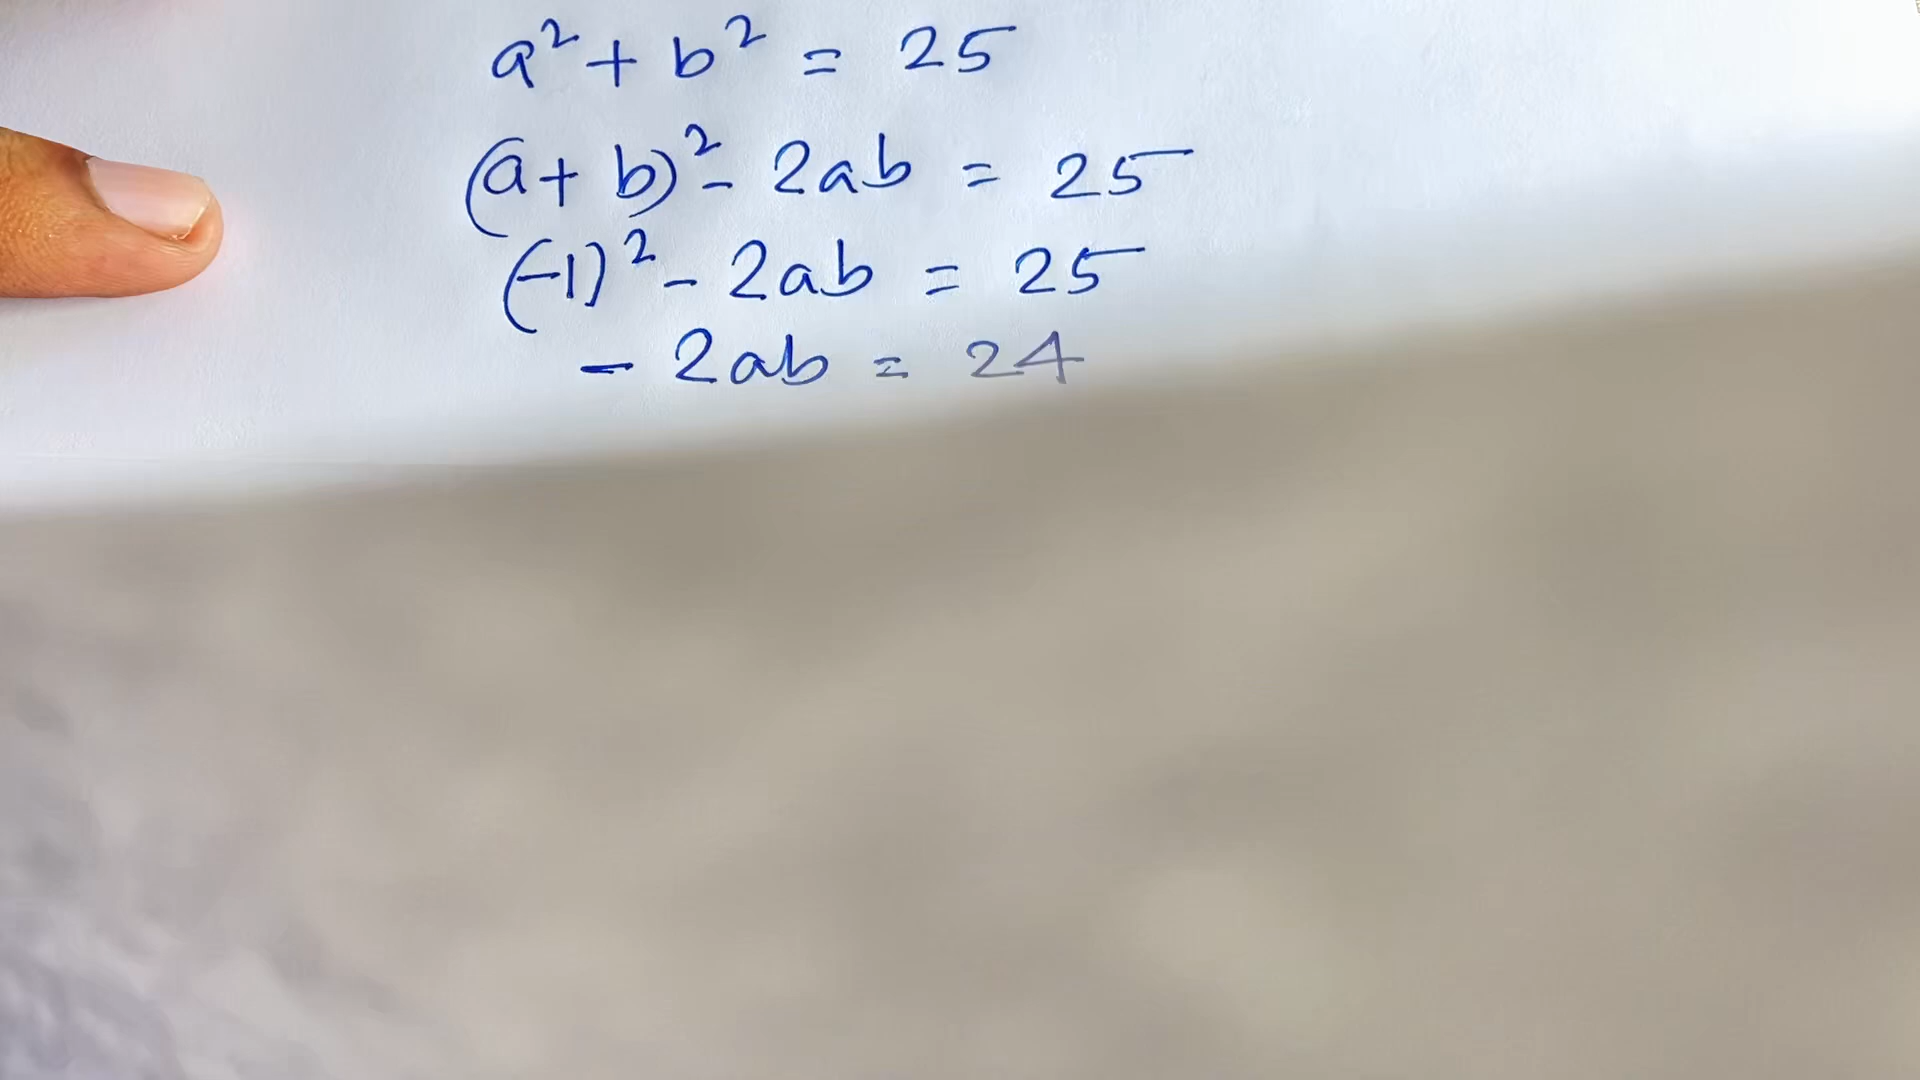 a² + b² = 25
(a + b)² - 2ab = 25
(-1)² - 2ab = 25
- 2ab = 24